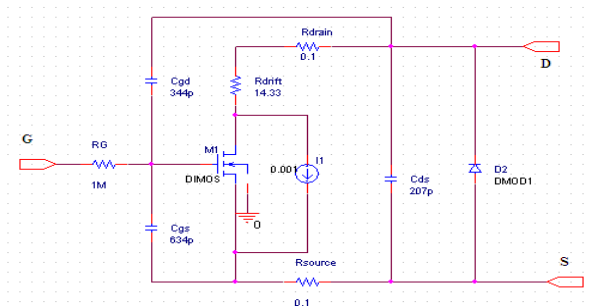 Rdrain
0.1
D
Cgd
344p
Rdrift
14.33
G
RG
1M
M1
DIMOS
I1
0.001
0
Cds
207p
D2
DMOD1
Cgs
634p
Rsource
0.1
S